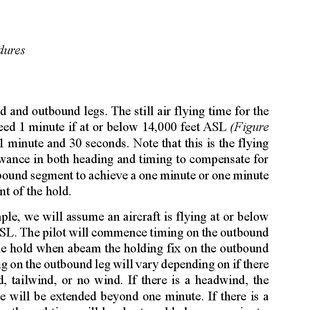 dures
d and outbound legs. The still air flying time for the
eed 1 minute if at or below 14,000 feet ASL (Figure
1 minute and 30 seconds. Note that this is the flying
wance in both heading and timing to compensate for
bound segment to achieve a one minute or one minute
nt of the hold.
ple, we will assume an aircraft is flying at or below
SL. The pilot will commence timing on the outbound
e hold when abeam the holding fix on the outbound
g on the outbound leg will vary depending on if there
d, tailwind, or no wind. If there is a headwind, the
e will be extended beyond one minute. If there is a